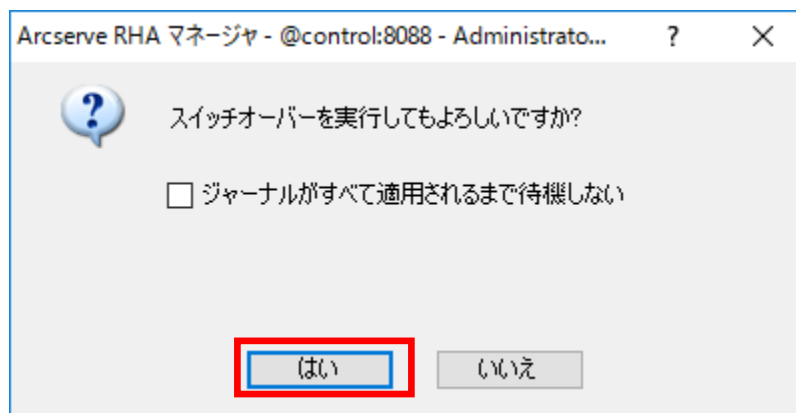 Arcserve RHA マネージャ - @control:8088 - Administrato...
スイッチオーバーを実行してもよろしいですか?
ジャーナルがすべて適用されるまで待機しない
はい
いいえ